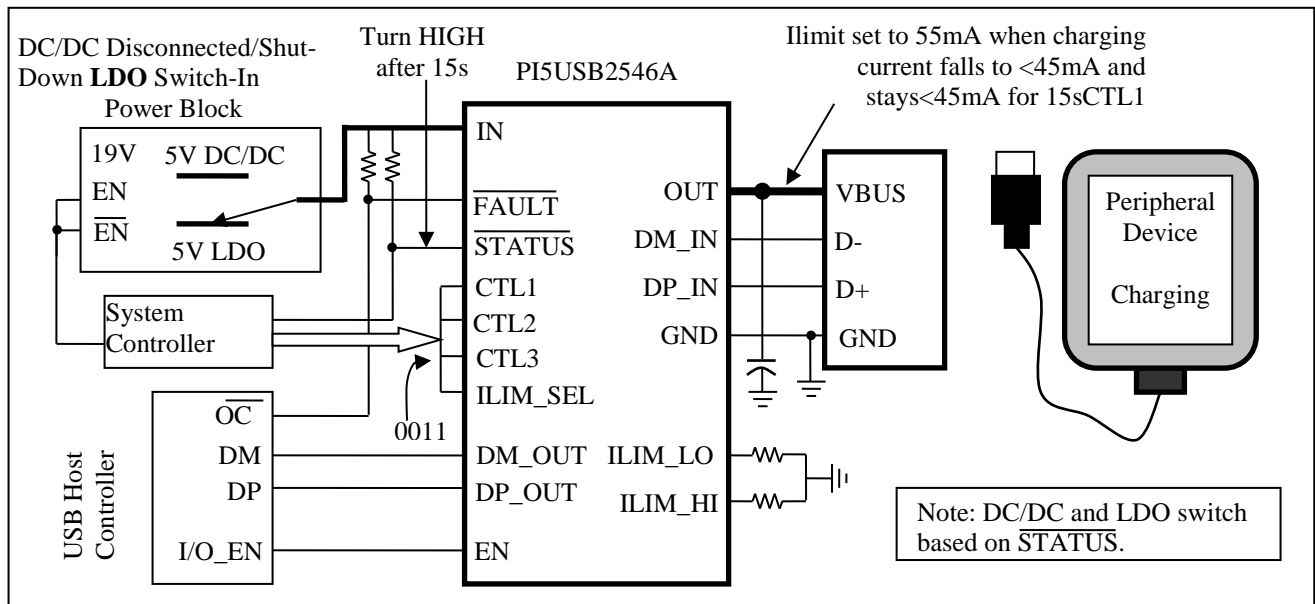 DC/DC Disconnected/Shut-
Down LDO Switch-In
Power Block
19V
5V DC/DC
EN
EN
5V LDO
System
Controller
USB Host
Controller
OC
DM
DP
I/O_EN
Turn HIGH
after 15s
0011
PI5USB2546A
IN
FAULT
STATUS
CTL1
CTL2
CTL3
ILIM_SEL
DM_OUT
DP_OUT
EN
OUT
DM_IN
DP_IN
GND
ILIM_LO
ILIM_HI
Ilimit set to 55mA when charging
current falls to <45mA and
stays<45mA for 15sCTL1
VBUS
D-
D+
GND
Peripheral
Device
Charging
Note: DC/DC and LDO switch
based on STATUS.